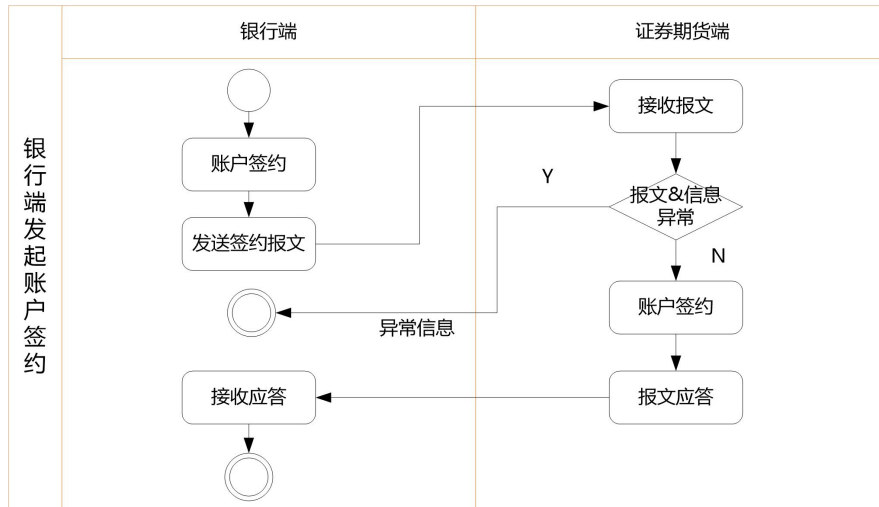 银行端发起账户签约
银行端
证券期货端
账户签约
发送签约报文
接收报文
Y
报文&信息
异常
N
异常信息
账户签约
接收应答
报文应答